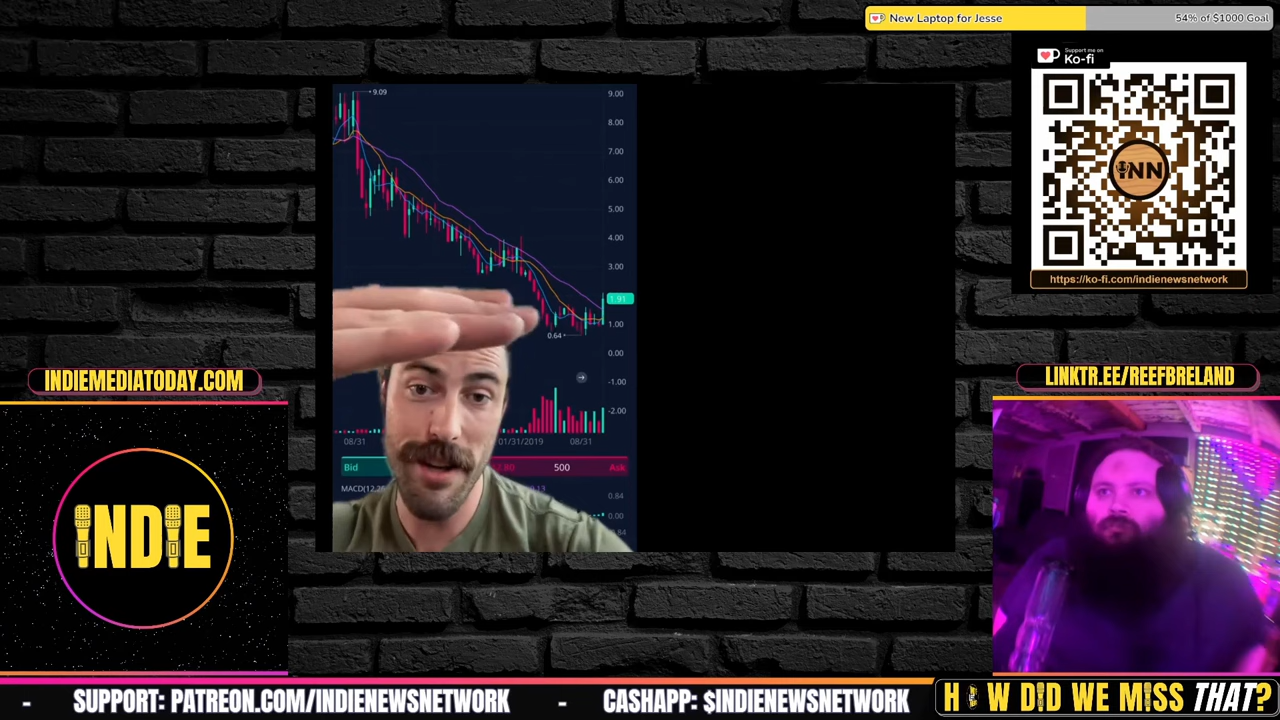 New Laptop for Jesse
54% of $1000 Goal
Support me on
Ko-fi
iNN
https://ko-fi.com/indienewsnetwork
9.09
9.00
8.00
7.00
6.00
5.00
4.00
3.00
1.91
1.00
0.64
0.00
-1.00
-2.00
08/31
01/31/2019
08/31
Bid
500
Ask
0.84
0.00
INDIEMEDIATODAY.COM
LINKTR.EE/REEFBRELAND
INDIE
- SUPPORT: PATREON.COM/INDIENEWSNETWORK - CASHAPP: $INDIENEWSNETWORK
HOW DID WE MISS THAT?